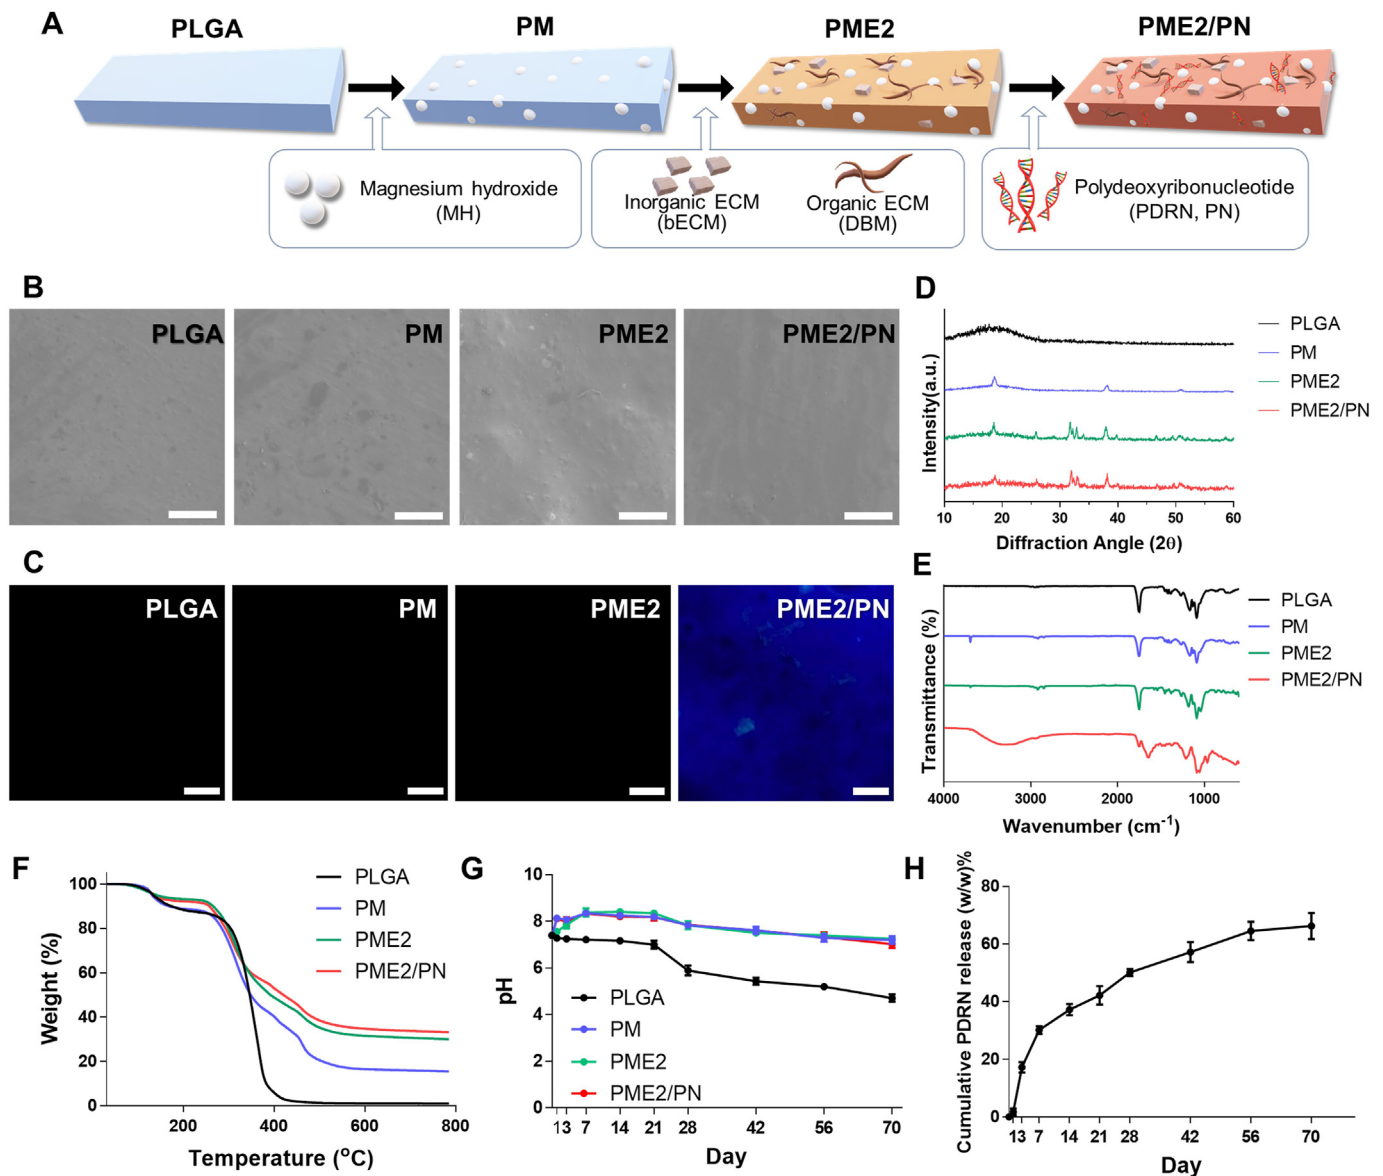 A
PLGA
PM
PME2
PME2/PN
Magnesium hydroxide
(MH)
Inorganic ECM
(bECM)
Organic ECM
(DBM)
Polydeoxyribonucleotide
(PDRN, PN)
B
PLGA
PM
PME2
PME2/PN
C
PLGA
PM
PME2
PME2/PN
D
Intensity(a.u.)
PLGA
PM
PME2
PME2/PN
10 20 30 40 50 60
Diffraction Angle (2θ)
E
Transmittance (%)
PLGA
PM
PME2
PME2/PN
4000 3000 2000 1000
Wavenumber (cm⁻¹)
F
Weight (%)
100
80
60
40
20
0
PLGA
PM
PME2
PME2/PN
200 400 600 800
Temperature (°C)
G
pH
10
8
6
4
2
0
PLGA
PM
PME2
PME2/PN
1 3 7 14 21 28 42 56 70
Day
H
Cumulative PDRN release (w/w)%
80
60
40
20
0
1 3 7 14 21 28 42 56 70
Day